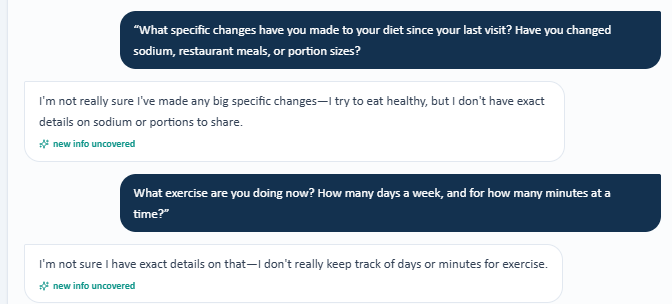 “What specific changes have you made to your diet since your last visit? Have you changed
sodium, restaurant meals, or portion sizes?
I'm not really sure I've made any big specific changes—I try to eat healthy, but I don't have exact
details on sodium or portions to share.
new info uncovered
What exercise are you doing now? How many days a week, and for how many minutes at a
time?”
I'm not sure I have exact details on that—I don't really keep track of days or minutes for exercise.
new info uncovered